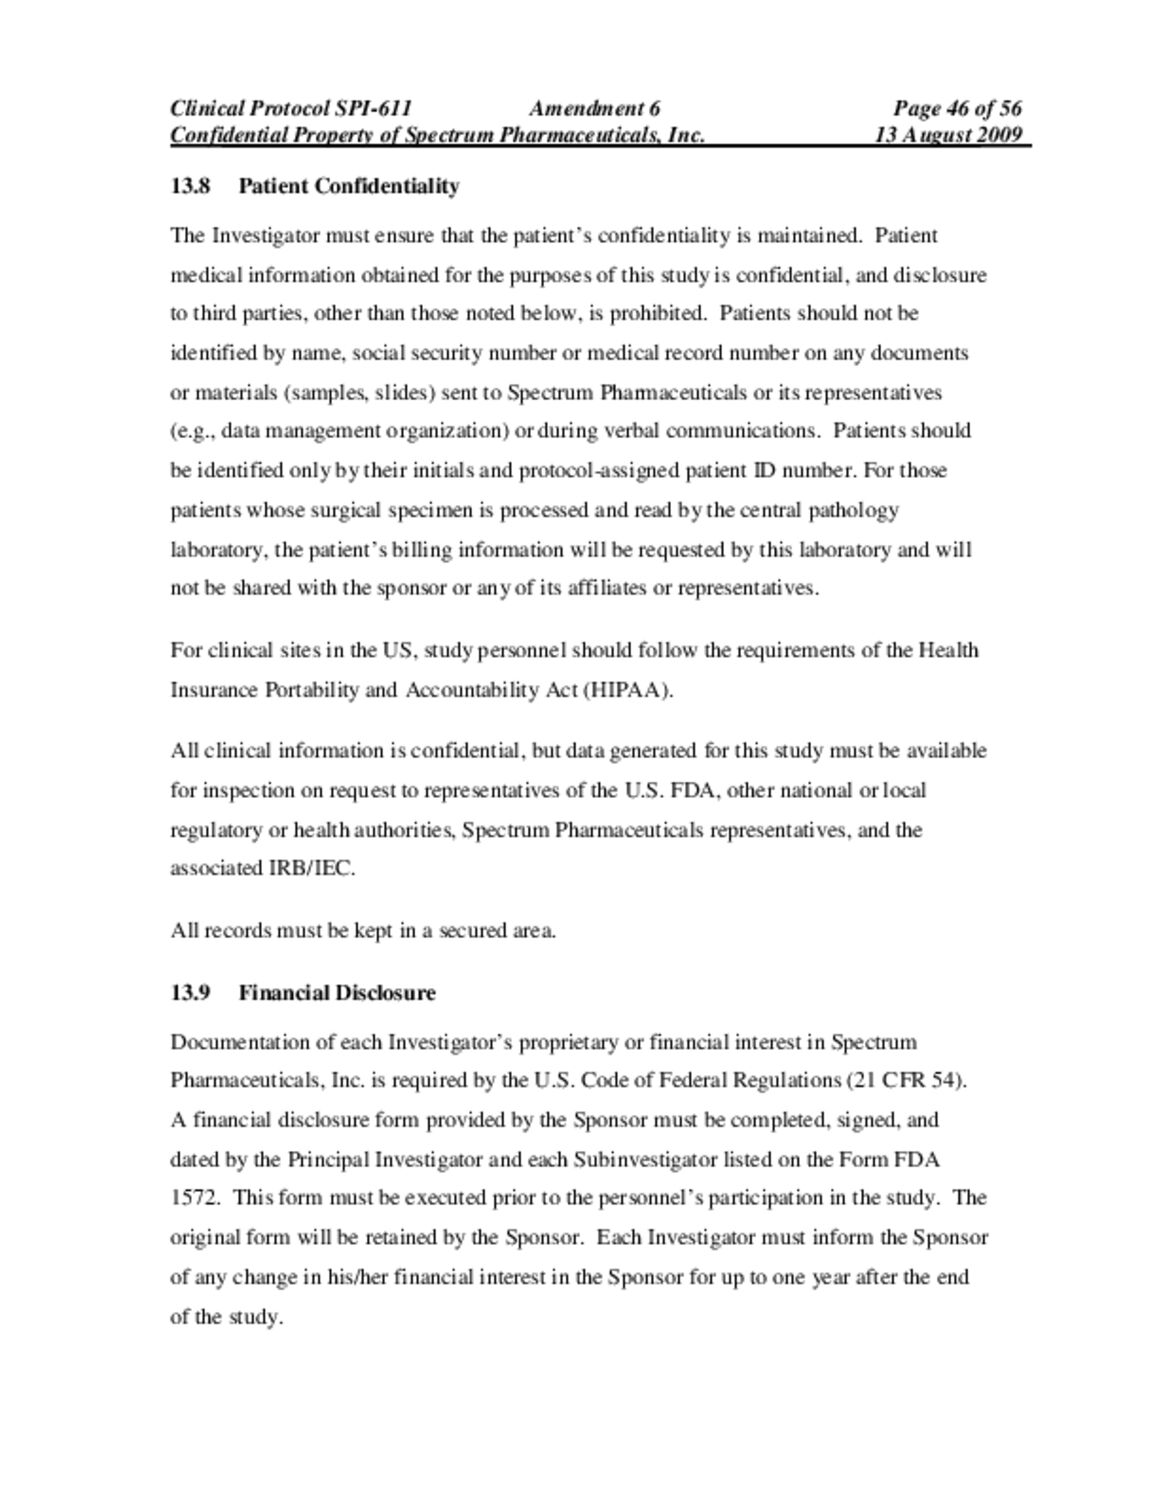 Clinical Protocol SPI-611 Amendment 6 Page 46 of 56
Confidential Property of Spectrum Pharmaceuticals, Inc. 13 August 2009
13.8 Patient Confidentiality
The Investigator must ensure that the patient's confidentiality is maintained. Patient
medical information obtained for the purposes of this study is confidential, and disclosure
to third parties, other than those noted below, is prohibited. Patients should not be
identified by name, social security number or medical record number on any documents
or materials (samples, slides) sent to Spectrum Pharmaceuticals or its representatives
(e.g., data management organization) or during verbal communications. Patients should
be identified only by their initials and protocol-assigned patient ID number. For those
patients whose surgical specimen is processed and read by the central pathology
laboratory, the patient's billing information will be requested by this laboratory and will
not be shared with the sponsor or any of its affiliates or representatives.
For clinical sites in the US, study personnel should follow the requirements of the Health
Insurance Portability and Accountability Act (HIPAA).
All clinical information is confidential, but data generated for this study must be available
for inspection on request to representatives of the U.S. FDA, other national or local
regulatory or health authorities, Spectrum Pharmaceuticals representatives, and the
associated IRB/IEC.
All records must be kept in a secured area.
13.9 Financial Disclosure
Documentation of each Investigator's proprietary or financial interest in Spectrum
Pharmaceuticals, Inc. is required by the U.S. Code of Federal Regulations (21 CFR 54).
A financial disclosure form provided by the Sponsor must be completed, signed, and
dated by the Principal Investigator and each Subinvestigator listed on the Form FDA
1572. This form must be executed prior to the personnel's participation in the study. The
original form will be retained by the Sponsor. Each Investigator must inform the Sponsor
of any change in his/her financial interest in the Sponsor for up to one year after the end
of the study.